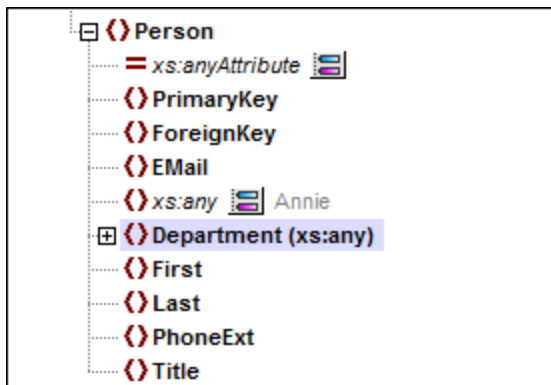 Person
xs:anyAttribute
PrimaryKey
ForeignKey
EMail
xs:any Annie
Department (xs:any)
First
Last
PhoneExt
Title